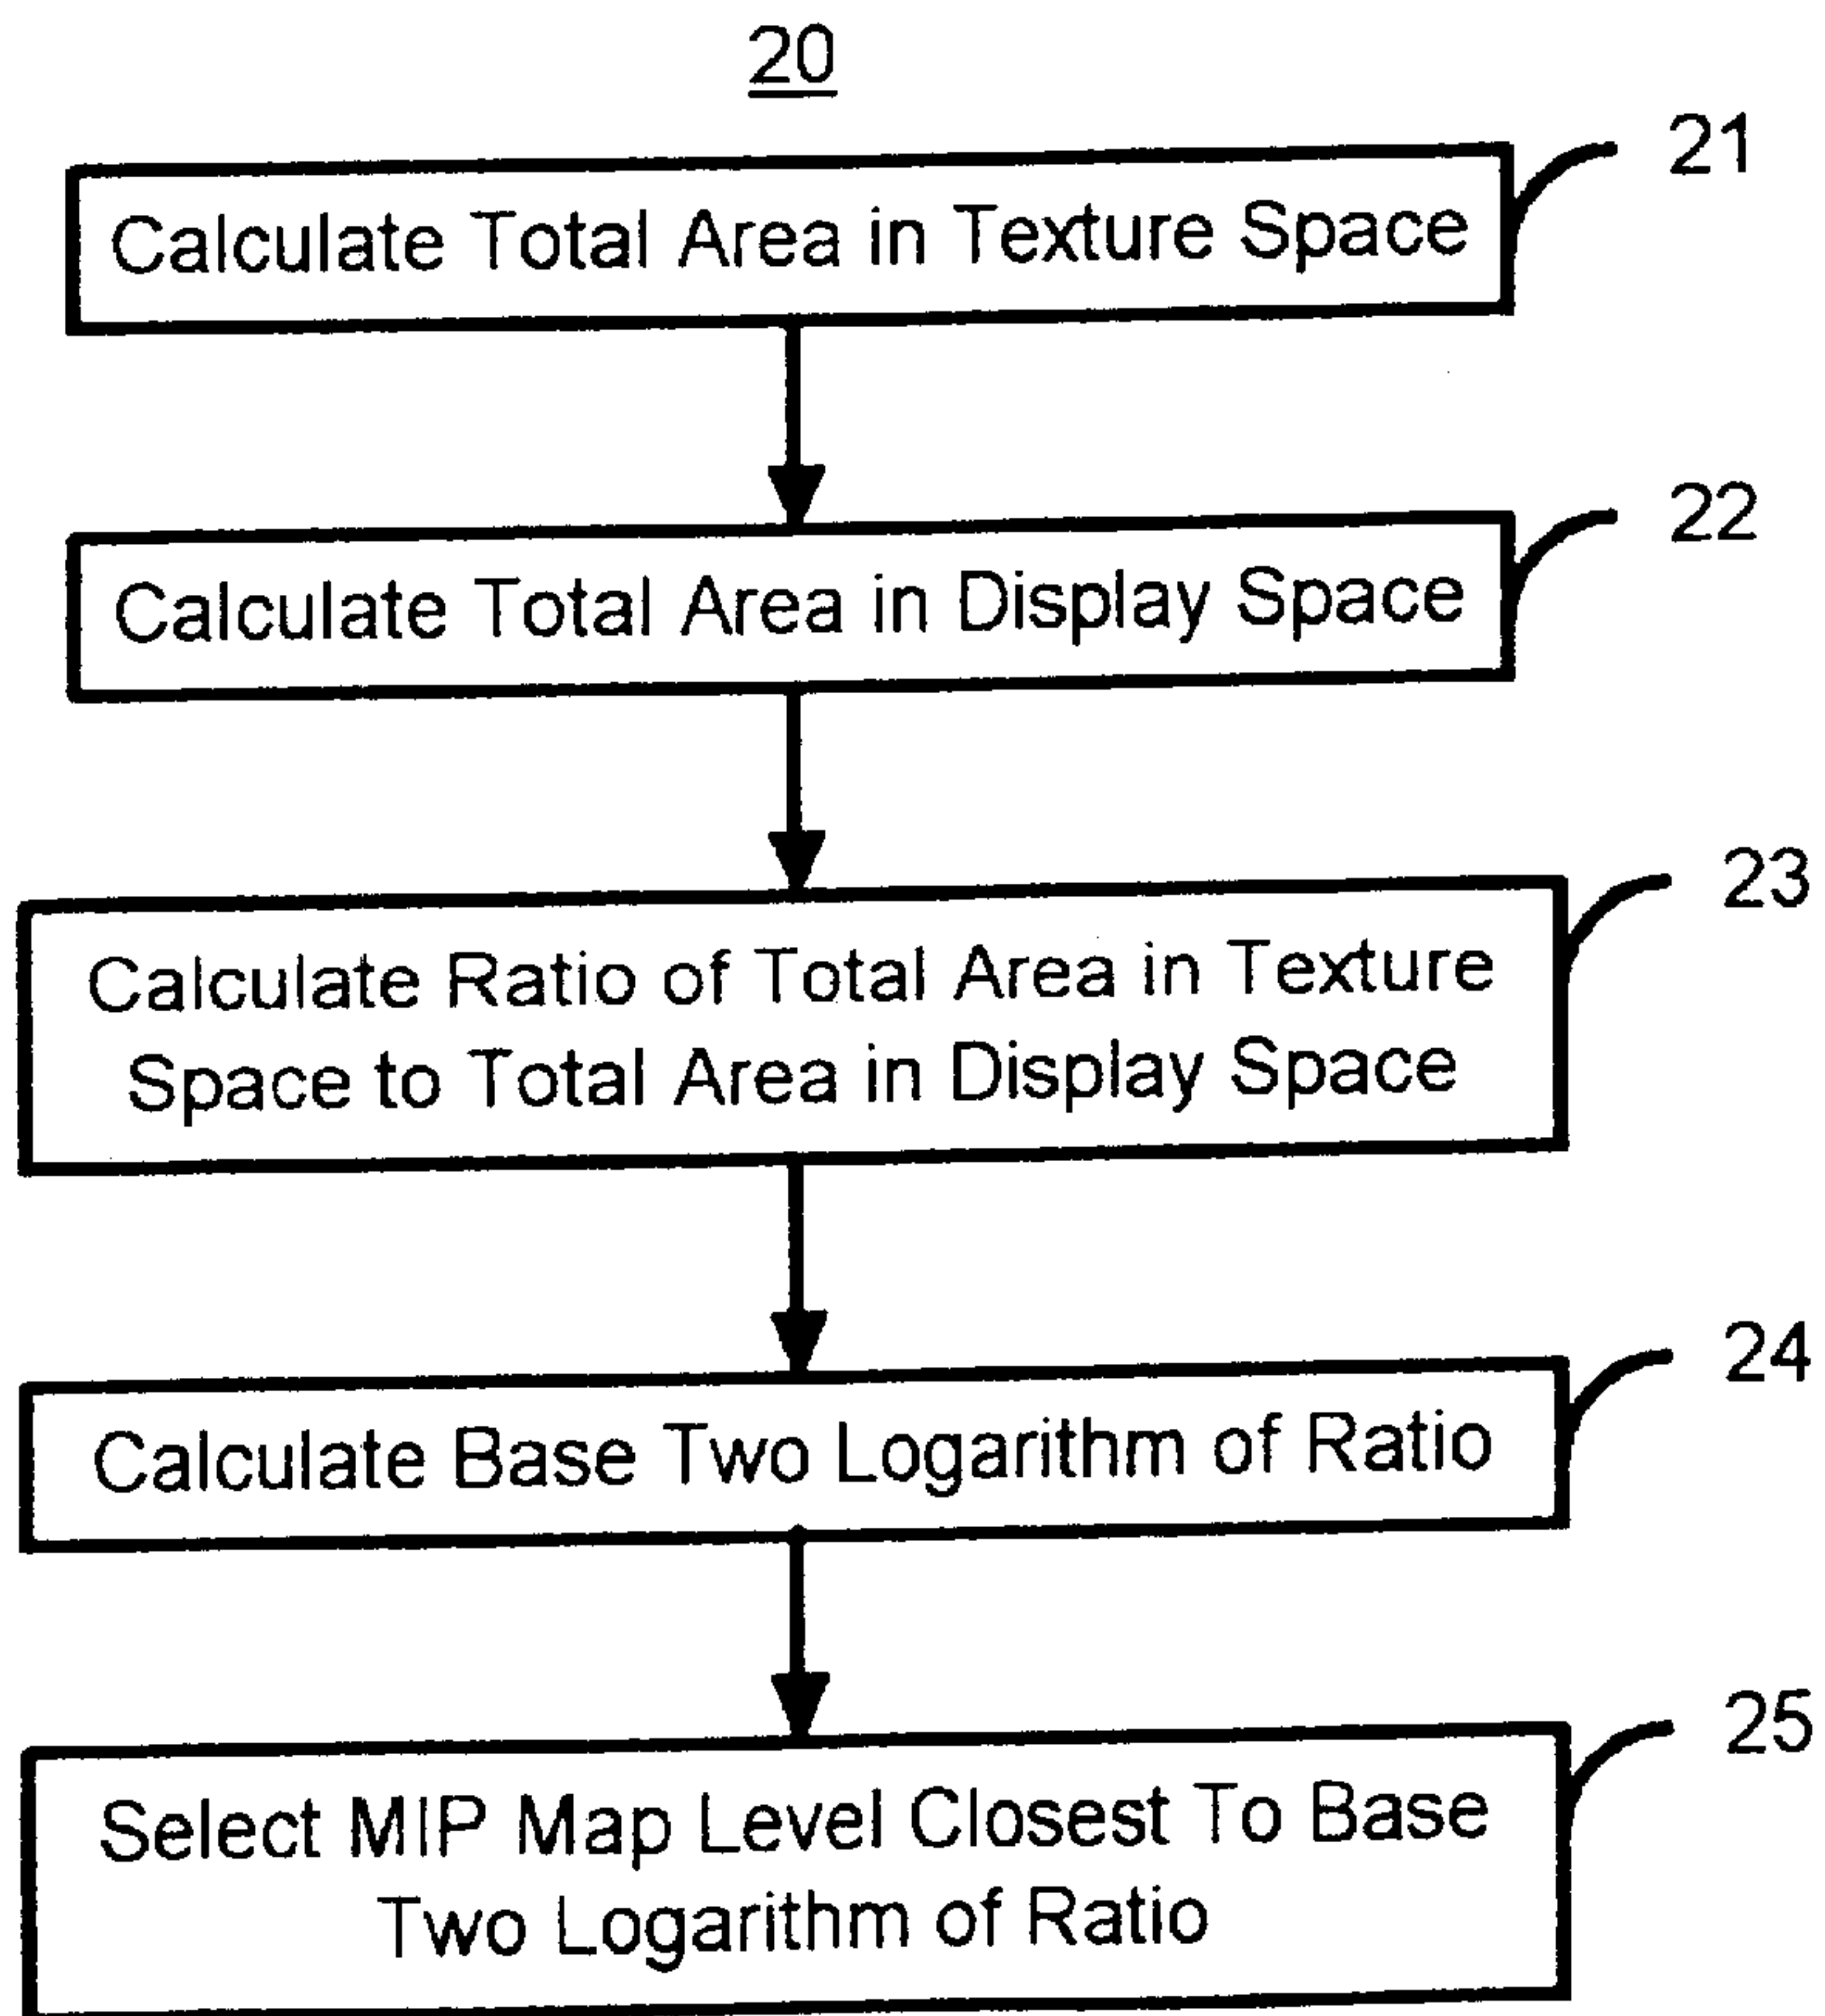 20
21
Calculate Total Area in Texture Space
22
Calculate Total Area in Display Space
23
Calculate Ratio of Total Area in Texture
Space to Total Area in Display Space
24
Calculate Base Two Logarithm of Ratio
25
Select MIP Map Level Closest To Base
Two Logarithm of Ratio